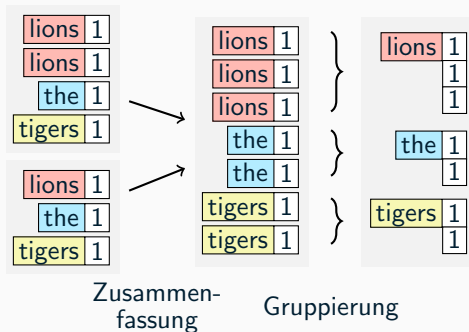 lions 1
lions 1
the 1
tigers 1
lions 1
the 1
tigers 1
lions 1
lions 1
lions 1
the 1
the 1
tigers 1
tigers 1
lions 1
1
1
the 1
1
tigers 1
1
Zusammen-
fassung
Gruppierung